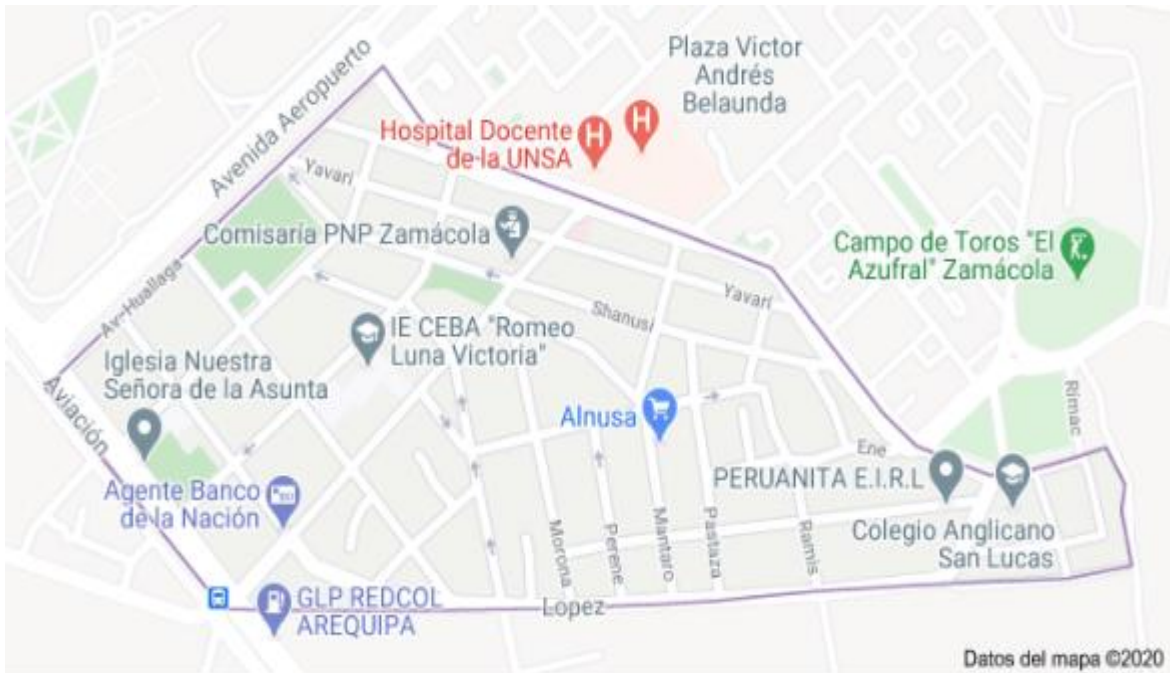 Plaza Victor
Andrés
Belaunda
Avenida Aeropuerto
Hospital Docente
de la UNSA
Yavari
Comisaría PNP Zamácola
Campo de Toros "El
Azufral" Zamácola
Av-Huallaga
Yavari
Shanusi
IE CEBA "Romeo
Luna Victoria"
Iglesia Nuestra
Señora de la Asunta
Aviación
Rimac
Alnusa
Ene
PERUANITA E.I.R.L
Agente Banco
de la Nación
Colegio Anglicano
San Lucas
Morona
Perene
Mantaro
Pastaza
Ramis
GLP REDCOL
AREQUIPA
Lopez
Datos del mapa ©2020